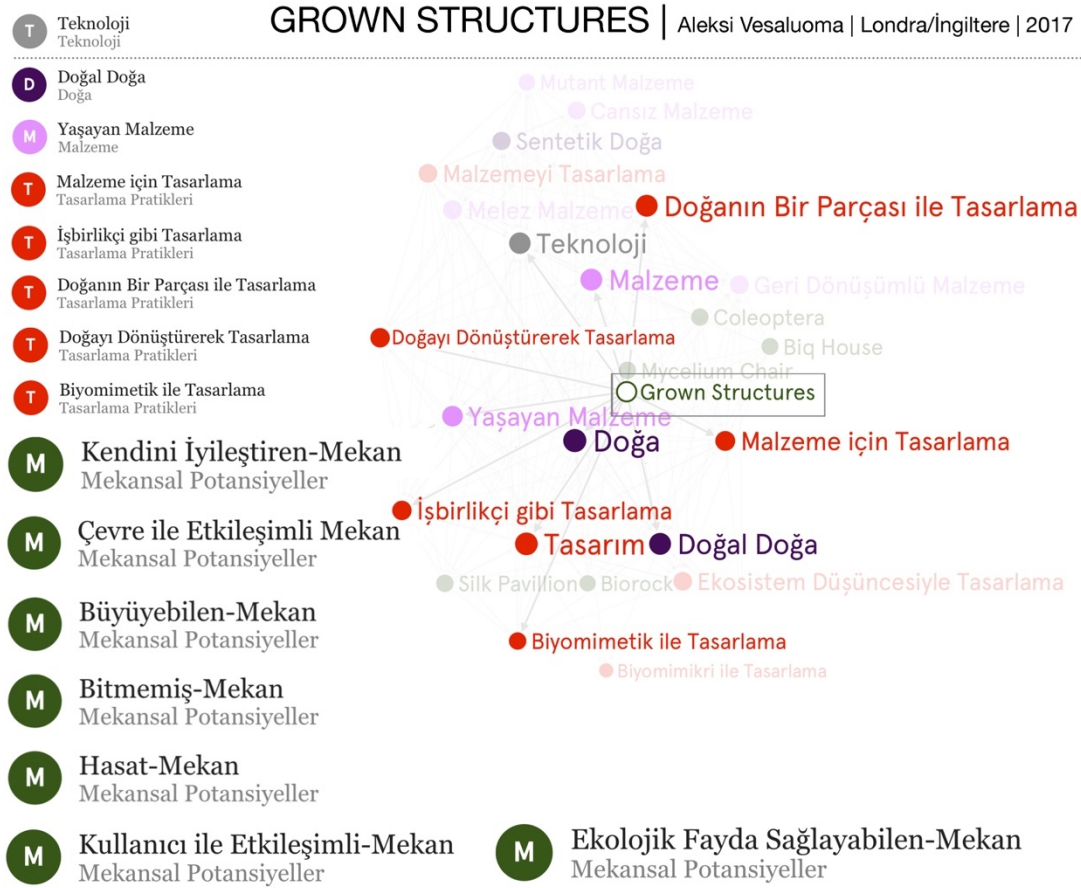 GROWN STRUCTURES | Aleksi Vesaluoma | Londra/İngiltere | 2017
T Teknoloji
Teknoloji
D Doğal Doğa
Doğa
M Yaşayan Malzeme
Malzeme
T Malzeme için Tasarlama
Tasarlama Pratikleri
T İşbirlikçi gibi Tasarlama
Tasarlama Pratikleri
T Doğanın Bir Parçası ile Tasarlama
Tasarlama Pratikleri
T Doğayı Dönüştürerek Tasarlama
Tasarlama Pratikleri
T Biyomimetik ile Tasarlama
Tasarlama Pratikleri
M Kendini İyileştiren-Mekan
Mekansal Potansiyeller
M Çevre ile Etkileşimli Mekan
Mekansal Potansiyeller
M Büyüyebilen-Mekan
Mekansal Potansiyeller
M Bitmemiş-Mekan
Mekansal Potansiyeller
M Hasat-Mekan
Mekansal Potansiyeller
M Kullanıcı ile Etkileşimli-Mekan
Mekansal Potansiyeller
M Ekolojik Fayda Sağlayabilen-Mekan
Mekansal Potansiyeller
Mutant Malzeme
Cansız Malzeme
Sentetik Doğa
Malzemeyi Tasarlama
Melez Malzeme
Doğanın Bir Parçası ile Tasarlama
Teknoloji
Malzeme
Geri Dönüşümlü Malzeme
Coleoptera
Doğayı Dönüştürerek Tasarlama
Biq House
Mycelium Chair
Grown Structures
Yaşayan Malzeme
Doğa
Malzeme için Tasarlama
İşbirlikçi gibi Tasarlama
Tasarım
Doğal Doğa
Silk Pavillion
Biorock
Ekosistem Düşüncesiyle Tasarlama
Biyomimetik ile Tasarlama
Biyomimikri ile Tasarlama